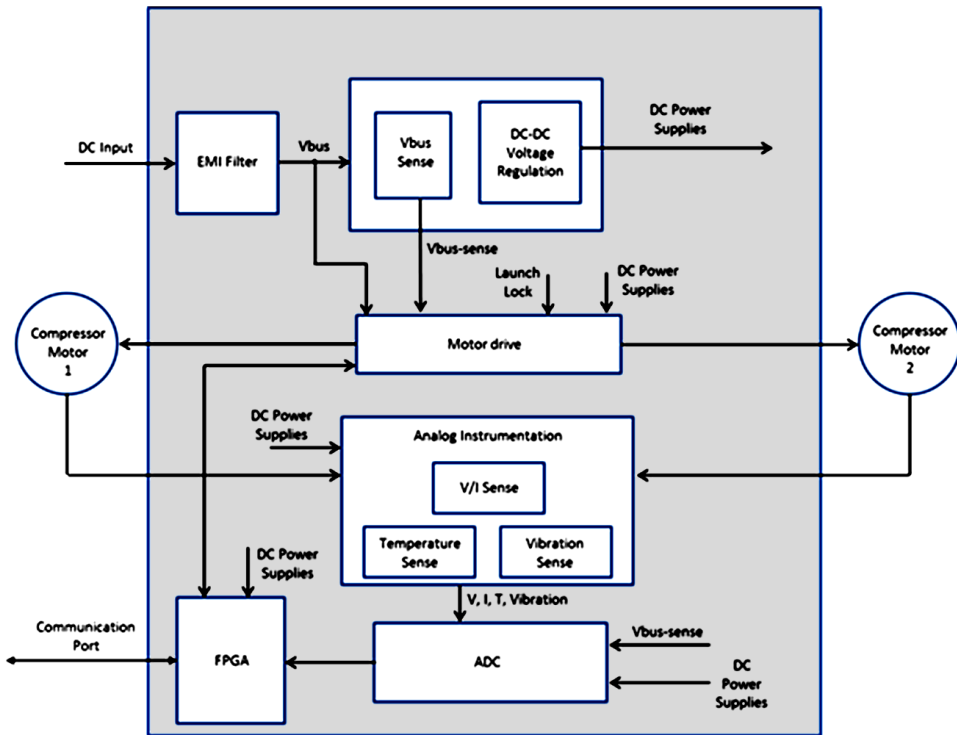 DC Input
EMI Filter
Vbus
Vbus
Sense
DC-DC
Voltage
Regulation
DC Power
Supplies
Vbus-sense
Launch
Lock
DC Power
Supplies
Compressor
Motor
1
Motor drive
Compressor
Motor
2
DC Power
Supplies
Analog Instrumentation
V/I Sense
Temperature
Sense
Vibration
Sense
DC Power
Supplies
V, I, T, Vibration
Communication
Port
FPGA
ADC
Vbus-sense
DC
Power
Supplies